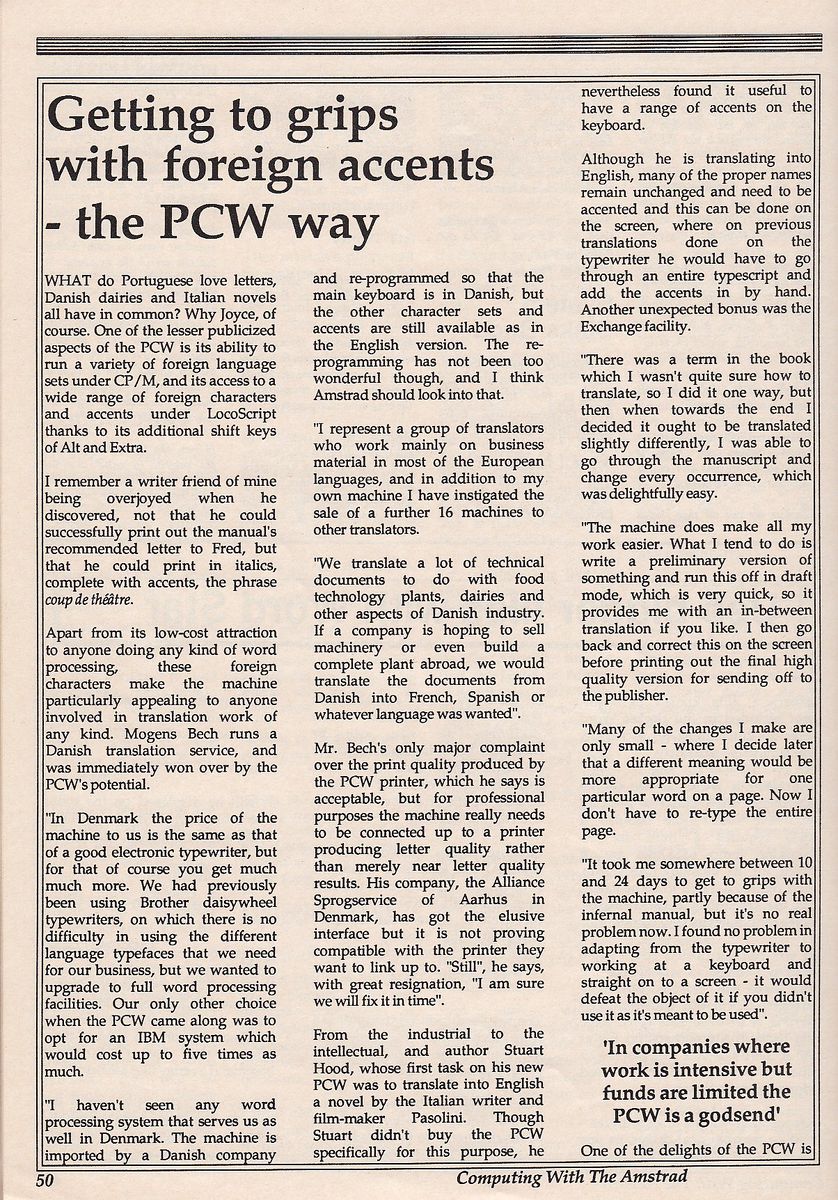 Getting to grips
with foreign accents
- the PCW way
WHAT do Portuguese love letters,
Danish dairies and Italian novels
all have in common? Why Joyce, of
course. One of the lesser publicized
aspects of the PCW is its ability to
run a variety of foreign language
sets under CP/M, and its access to a
wide range of foreign characters
and accents under LocoScript
thanks to its additional shift keys
of Alt and Extra.
I remember a writer friend of mine
being overjoyed when he
discovered, not that he could
successfully print out the manual's
recommended letter to Fred, but
that he could print in italics,
complete with accents, the phrase
coup de théâtre.
Apart from its low-cost attraction
to anyone doing any kind of word
processing, these foreign
characters make the machine
particularly appealing to anyone
involved in translation work of
any kind. Mogens Bech runs a
Danish translation service, and
was immediately won over by the
PCW's potential.
"In Denmark the price of the
machine to us is the same as that
of a good electronic typewriter, but
for that of course you get much
much more. We had previously
been using Brother daisywheel
typewriters, on which there is no
difficulty in using the different
language typefaces that we need
for our business, but we wanted to
upgrade to full word processing
facilities. Our only other choice
when the PCW came along was to
opt for an IBM system which
would cost up to five times as
much.
"I haven't seen any word
processing system that serves us as
well in Denmark. The machine is
imported by a Danish company
and re-programmed so that the
main keyboard is in Danish, but
the other character sets and
accents are still available as in
the English version. The re-
programming has not been too
wonderful though, and I think
Amstrad should look into that.
"I represent a group of translators
who work mainly on business
material in most of the European
languages, and in addition to my
own machine I have instigated the
sale of a further 16 machines to
other translators.
"We translate a lot of technical
documents to do with food
technology plants, dairies and
other aspects of Danish industry.
If a company is hoping to sell
machinery or even build a
complete plant abroad, we would
translate the documents from
Danish into French, Spanish or
whatever language was wanted".
Mr. Bech's only major complaint
over the print quality produced by
the PCW printer, which he says is
acceptable, but for professional
purposes the machine really needs
to be connected up to a printer
producing letter quality rather
than merely near letter quality
results. His company, the Alliance
Sprogservice of Aarhus in
Denmark, has got the elusive
interface but it is not proving
compatible with the printer they
want to link up to. "Still", he says,
with great resignation, "I am sure
we will fix it in time".
From the industrial to the
intellectual, and author Stuart
Hood, whose first task on his new
PCW was to translate into English
a novel by the Italian writer and
film-maker Pasolini. Though
Stuart didn't buy the PCW
specifically for this purpose, he
nevertheless found it useful to
have a range of accents on the
keyboard.
Although he is translating into
English, many of the proper names
remain unchanged and need to be
accented and this can be done on
the screen, where on previous
translations done on the
typewriter he would have to go
through an entire typescript and
add the accents in by hand.
Another unexpected bonus was the
Exchange facility.
"There was a term in the book
which I wasn't quite sure how to
translate, so I did it one way, but
then when towards the end I
decided it ought to be translated
slightly differently, I was able to
go through the manuscript and
change every occurrence, which
was delightfully easy.
"The machine does make all my
work easier. What I tend to do is
write a preliminary version of
something and run this off in draft
mode, which is very quick, so it
provides me with an in-between
translation if you like. I then go
back and correct this on the screen
before printing out the final high
quality version for sending off to
the publisher.
"Many of the changes I make are
only small - where I decide later
that a different meaning would be
more appropriate for one
particular word on a page. Now I
don't have to re-type the entire
page.
"It took me somewhere between 10
and 24 days to get to grips with
the machine, partly because of the
infernal manual, but it's no real
problem now. I found no problem in
adapting from the typewriter to
working at a keyboard and
straight on to a screen - it would
defeat the object of it if you didn't
use it as it's meant to be used".
'In companies where
work is intensive but
funds are limited the
PCW is a godsend'
One of the delights of the PCW is
50
Computing With The Amstrad